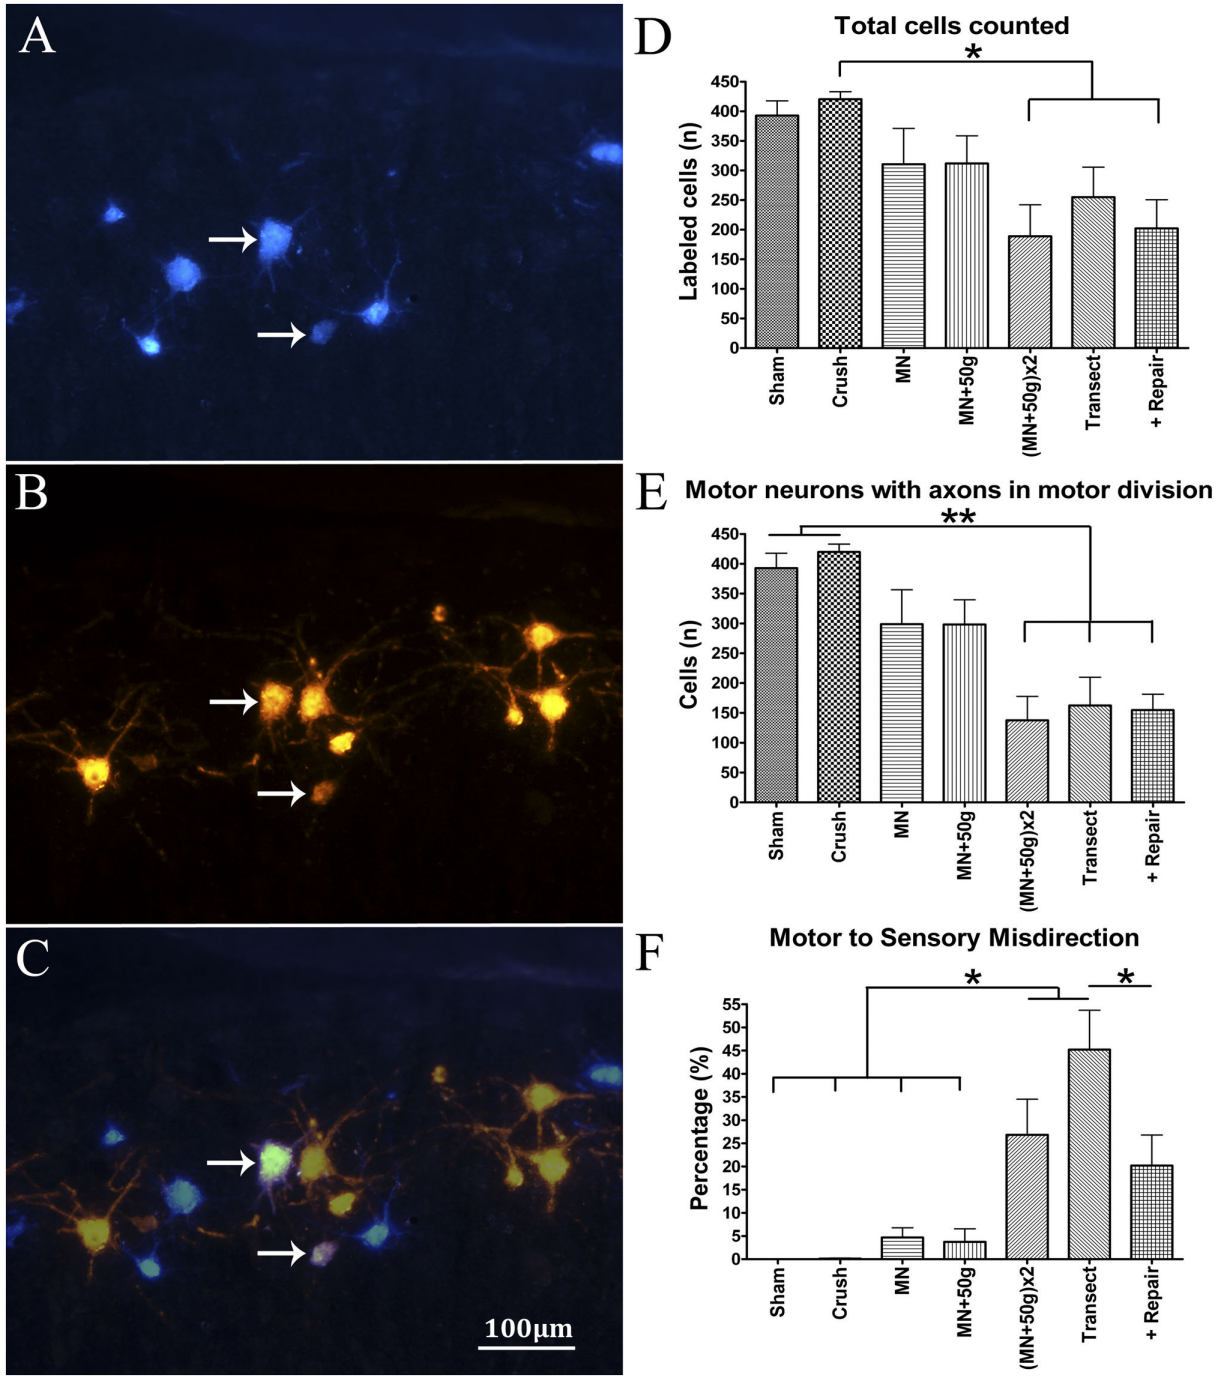 A
B
C
100µm
D
Total cells counted
*
Labeled cells (n)
450
400
350
300
250
200
150
100
50
0
Sham
Crush
MN
MN+50g
(MN+50g)x2
Transect
+ Repair
E
Motor neurons with axons in motor division
**
Cells (n)
450
400
350
300
250
200
150
100
50
0
Sham
Crush
MN
MN+50g
(MN+50g)x2
Transect
+ Repair
F
Motor to Sensory Misdirection
* *
Percentage (%)
55
50
45
40
35
30
25
20
15
10
5
0
Sham
Crush
MN
MN+50g
(MN+50g)x2
Transect
+ Repair